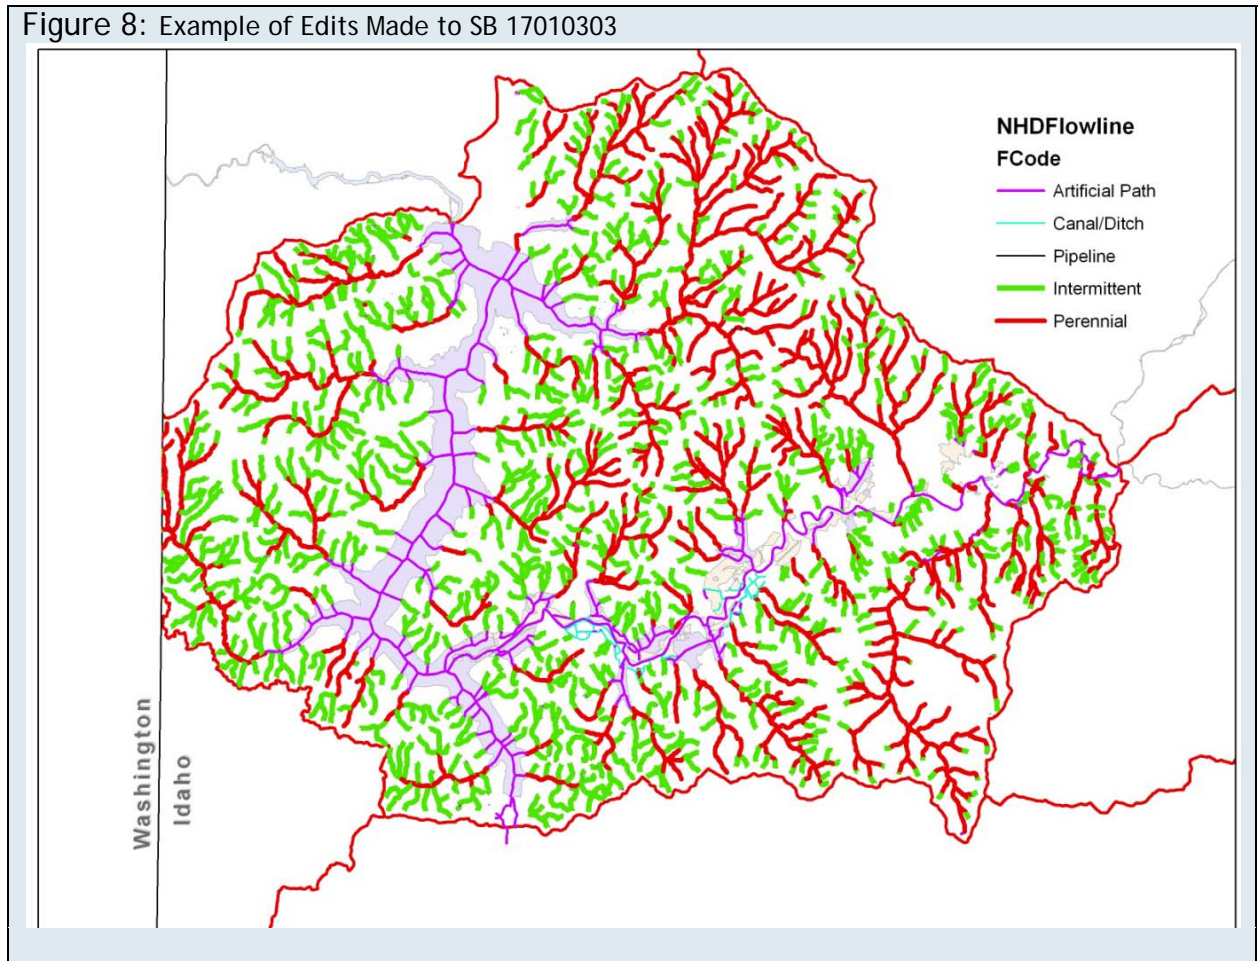 Figure 8: Example of Edits Made to SB 17010303
NHDFlowline
FCode
Artificial Path
Canal/Ditch
Pipeline
Intermittent
Perennial
Washington
Idaho